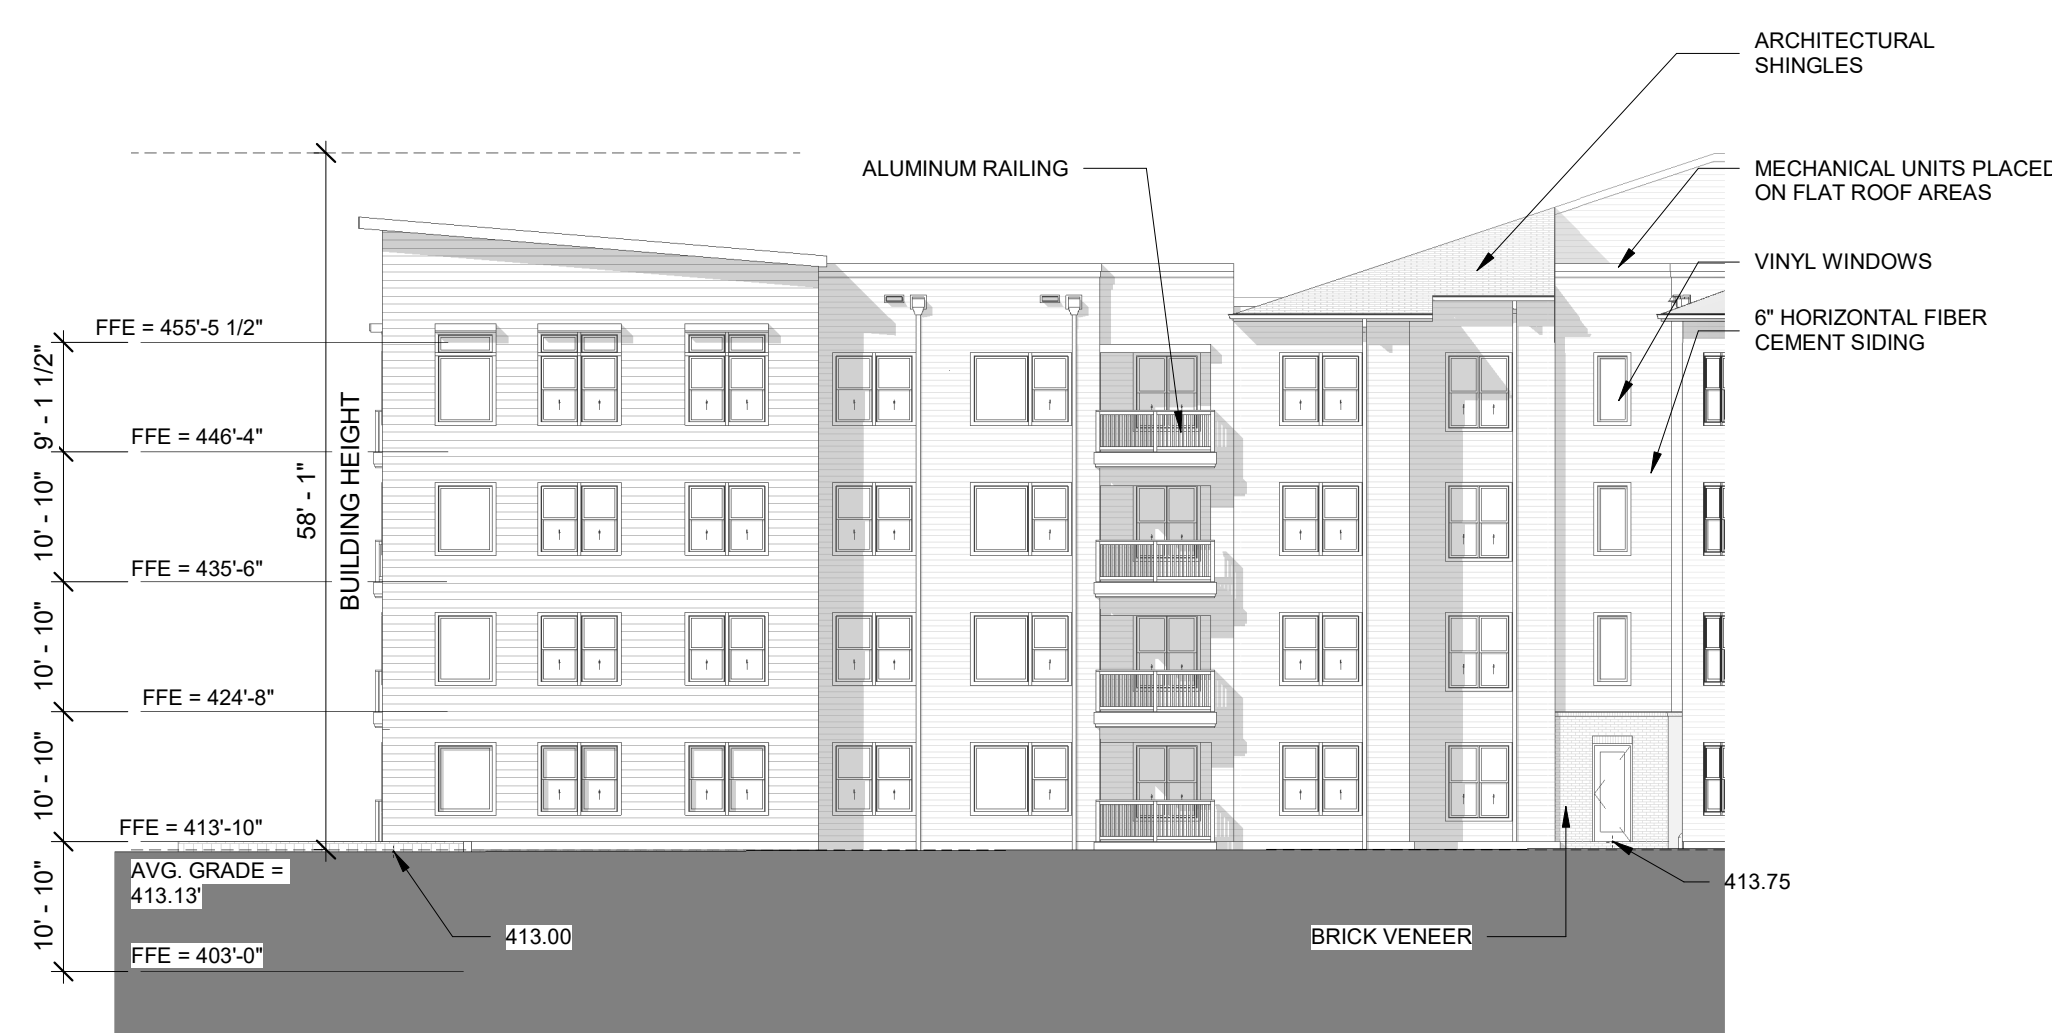 ARCHITECTURAL
SHINGLES
ALUMINUM RAILING
MECHANICAL UNITS PLACED
ON FLAT ROOF AREAS
VINYL WINDOWS
6" HORIZONTAL FIBER
CEMENT SIDING
FFE = 455'-5 1/2"
9' - 1 1/2"
FFE = 446'-4"
10' - 10"
FFE = 435'-6"
10' - 10"
FFE = 424'-8"
10' - 10"
FFE = 413'-10"
10' - 10"
58' - 1"
BUILDING HEIGHT
AVG. GRADE =
413.13'
413.00
FFE = 403'-0"
BRICK VENEER
413.75